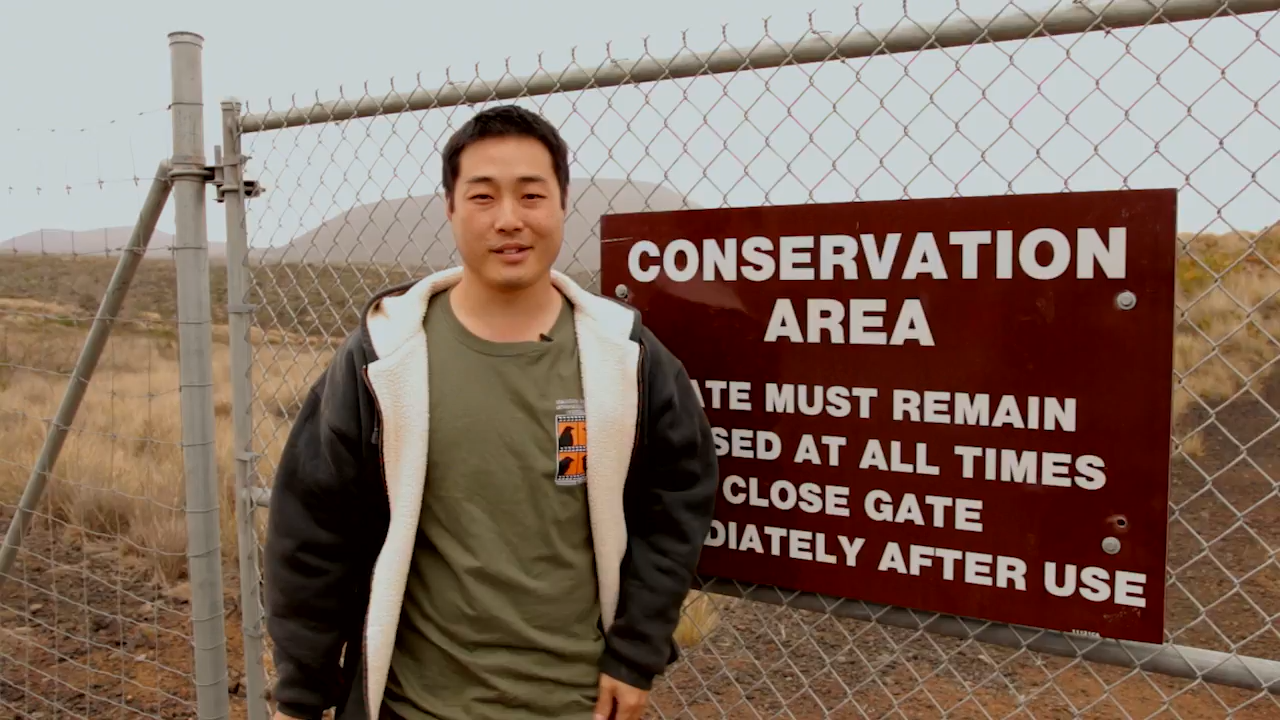 CONSERVATION
AREA
ATE MUST REMAIN
SED AT ALL TIMES
CLOSE GATE
DIATELY AFTER USE